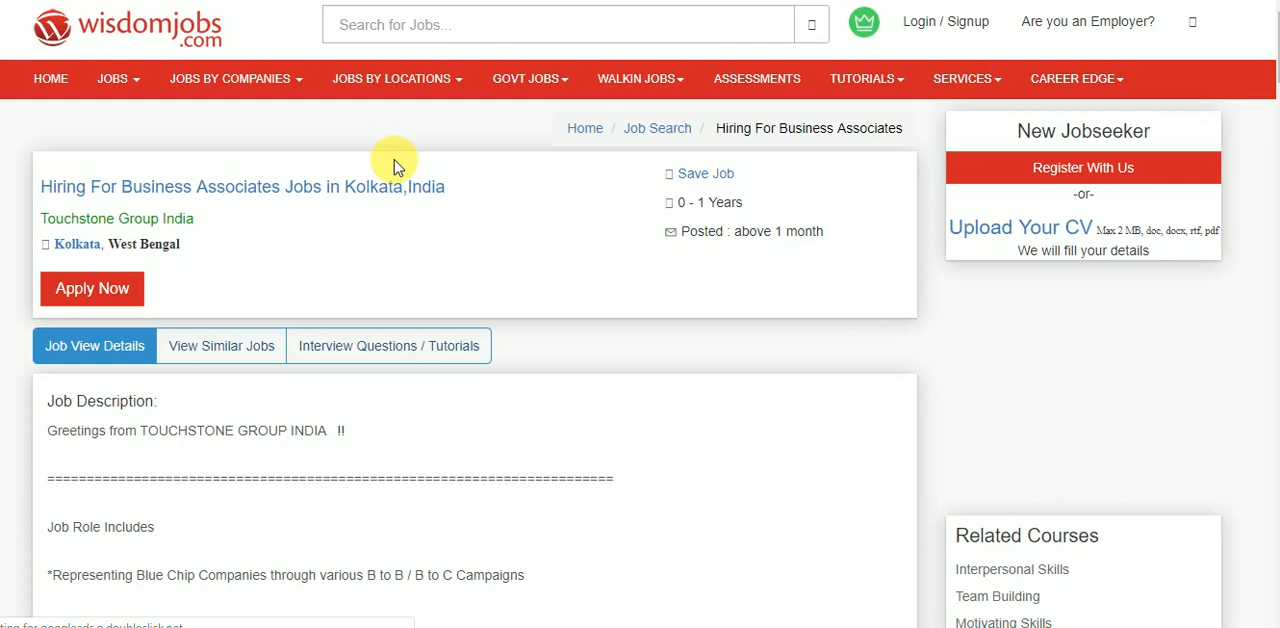 wisdomjobs
.com
Search for Jobs...
Login / Signup
Are you an Employer?
HOME
JOBS
JOBS BY COMPANIES
JOBS BY LOCATIONS
GOVT JOBS
WALKIN JOBS
ASSESSMENTS
TUTORIALS
SERVICES
CAREER EDGE
Home / Job Search / Hiring For Business Associates
Hiring For Business Associates Jobs in Kolkata,India
Touchstone Group India
Kolkata, West Bengal
Apply Now
Save Job
0 - 1 Years
Posted : above 1 month
New Jobseeker
Register With Us
-or-
Upload Your CV Max 2 MB, doc, docx, rtf, pdf
We will fill your details
Job View Details
View Similar Jobs
Interview Questions / Tutorials
Job Description:
Greetings from TOUCHSTONE GROUP INDIA !!
========================================================================
Job Role Includes
*Representing Blue Chip Companies through various B to B / B to C Campaigns
Related Courses
Interpersonal Skills
Team Building
Motivating Skills